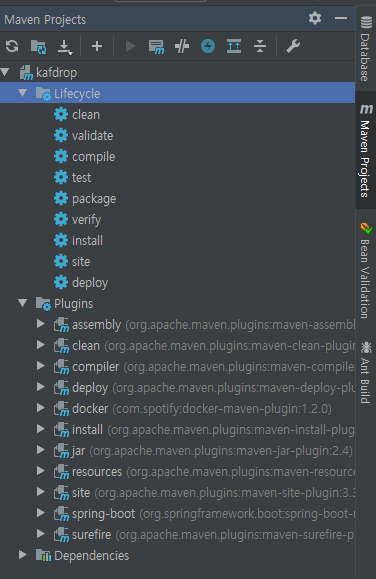 Maven Projects
kafdrop
Lifecycle
clean
validate
compile
test
package
verify
install
site
deploy
Plugins
assembly (org.apache.maven.plugins:maven-assembl
clean (org.apache.maven.plugins:maven-clean-plugin
compiler (org.apache.maven.plugins:maven-compile
deploy (org.apache.maven.plugins:maven-deploy-plu
docker (com.spotify:docker-maven-plugin:1.2.0)
install (org.apache.maven.plugins:maven-install-plug
jar (org.apache.maven.plugins:maven-jar-plugin:2.4)
resources (org.apache.maven.plugins:maven-resource
site (org.apache.maven.plugins:maven-site-plugin:3.3
spring-boot (org.springframework.boot:spring-boot-
surefire (org.apache.maven.plugins:maven-surefire-p
Dependencies
Database
Maven Projects
Bean Validation
Ant Build